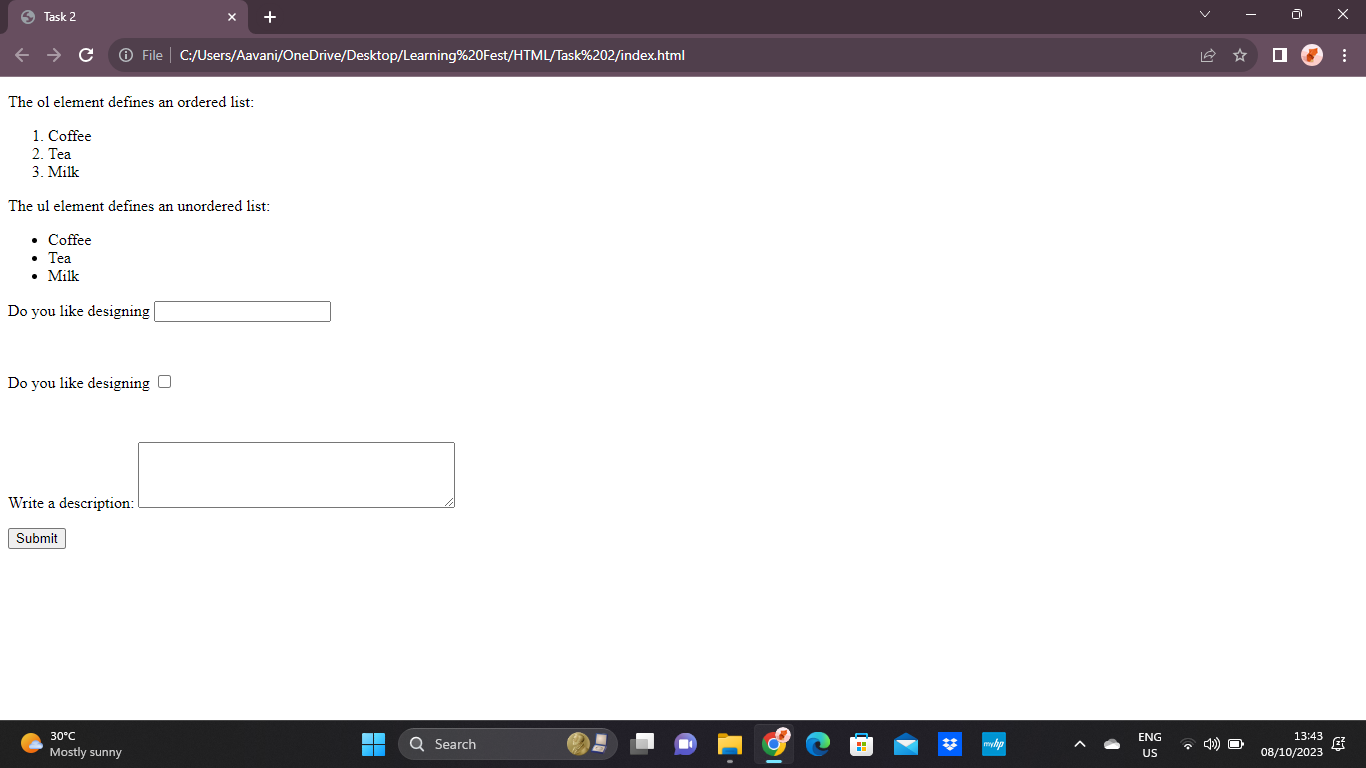 Task 2
File
C:/Users/Aavani/OneDrive/Desktop/Learning%20Fest/HTML/Task%202/index.html
The ol element defines an ordered list:
1. Coffee
2. Tea
3. Milk
The ul element defines an unordered list:
• Coffee
• Tea
• Milk
Do you like designing
Do you like designing
Write a description:
Submit
30°C
Mostly sunny
Search
myhp
ENG
US
13:43
08/10/2023